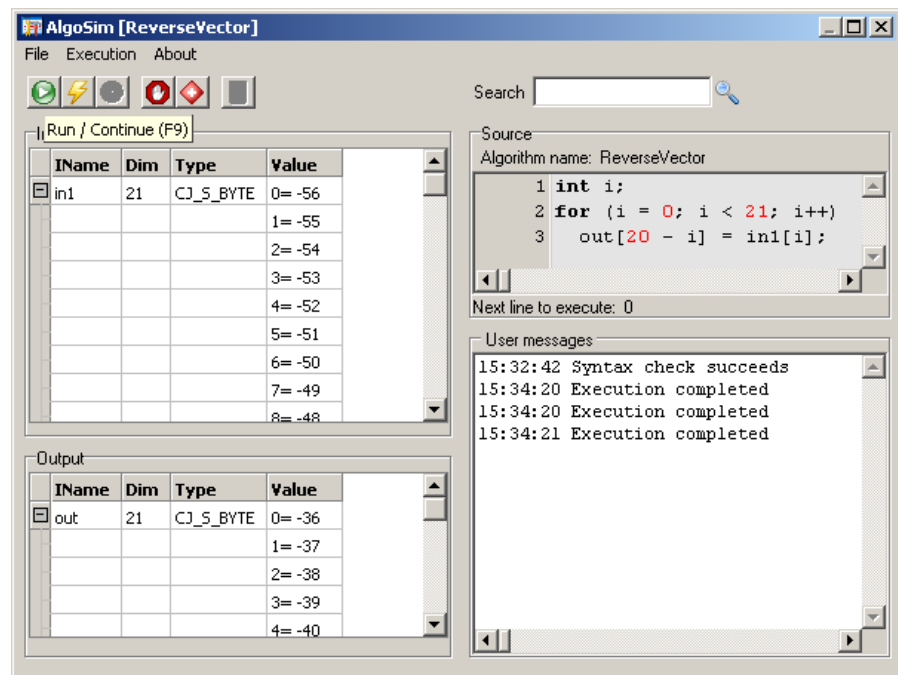 AlgoSim [ReverseVector]
File Execution About
Search
Run / Continue (F9)
IName Dim Type Value
in1 21 CJ_S_BYTE 0= -56
1= -55
2= -54
3= -53
4= -52
5= -51
6= -50
7= -49
8= -48
Output
IName Dim Type Value
out 21 CJ_S_BYTE 0= -36
1= -37
2= -38
3= -39
4= -40
Source
Algorithm name: ReverseVector
1 int i;
2 for (i = 0; i < 21; i++)
3 out[20 - i] = in1[i];
Next line to execute: 0
User messages
15:32:42 Syntax check succeeds
15:34:20 Execution completed
15:34:20 Execution completed
15:34:21 Execution completed